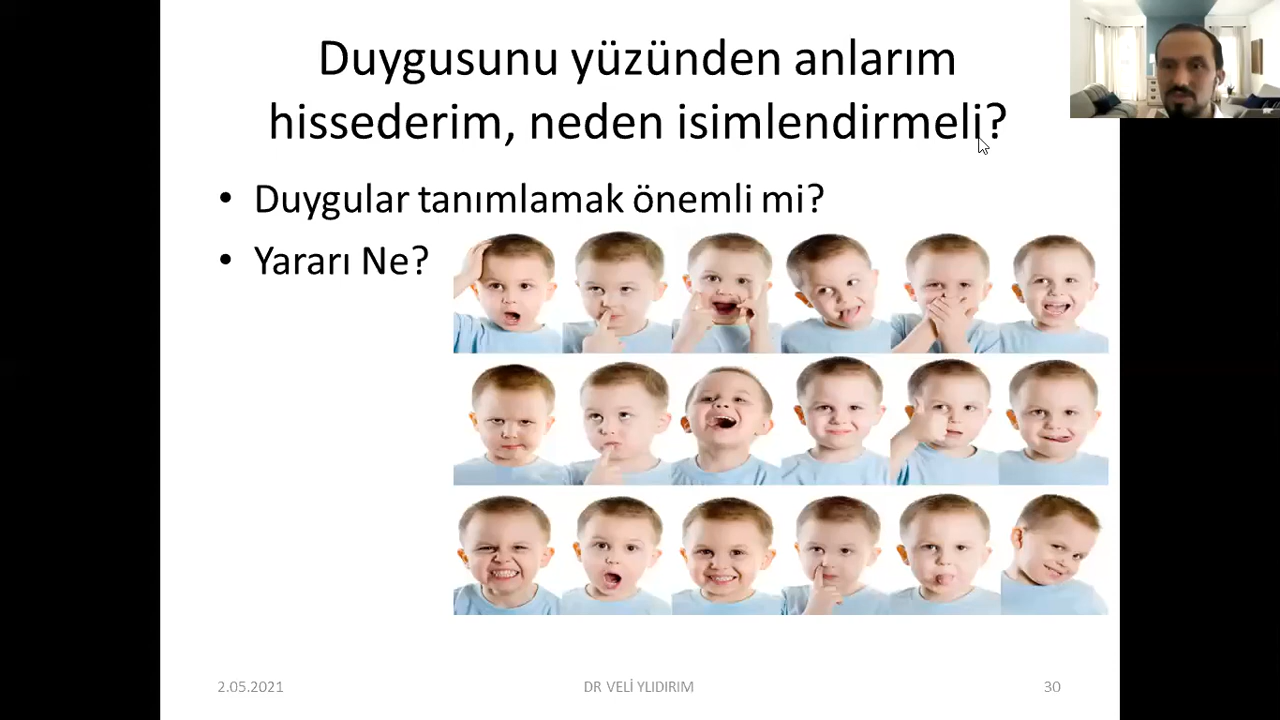 Duygusunu yüzünden anlarım
hissederim, neden isimlendirmeli?
• Duygular tanımlamak önemli mi?
• Yararı Ne?
2.05.2021
DR VELİ YLIDIRIM
30